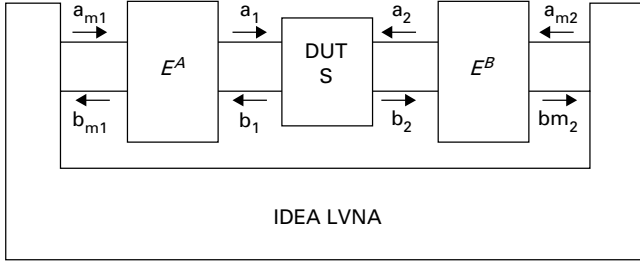 a_m1 a_1 a_2 a_m2
E^A DUT S E^B
b_m1 b_1 b_2 bm_2
IDEA LVNA